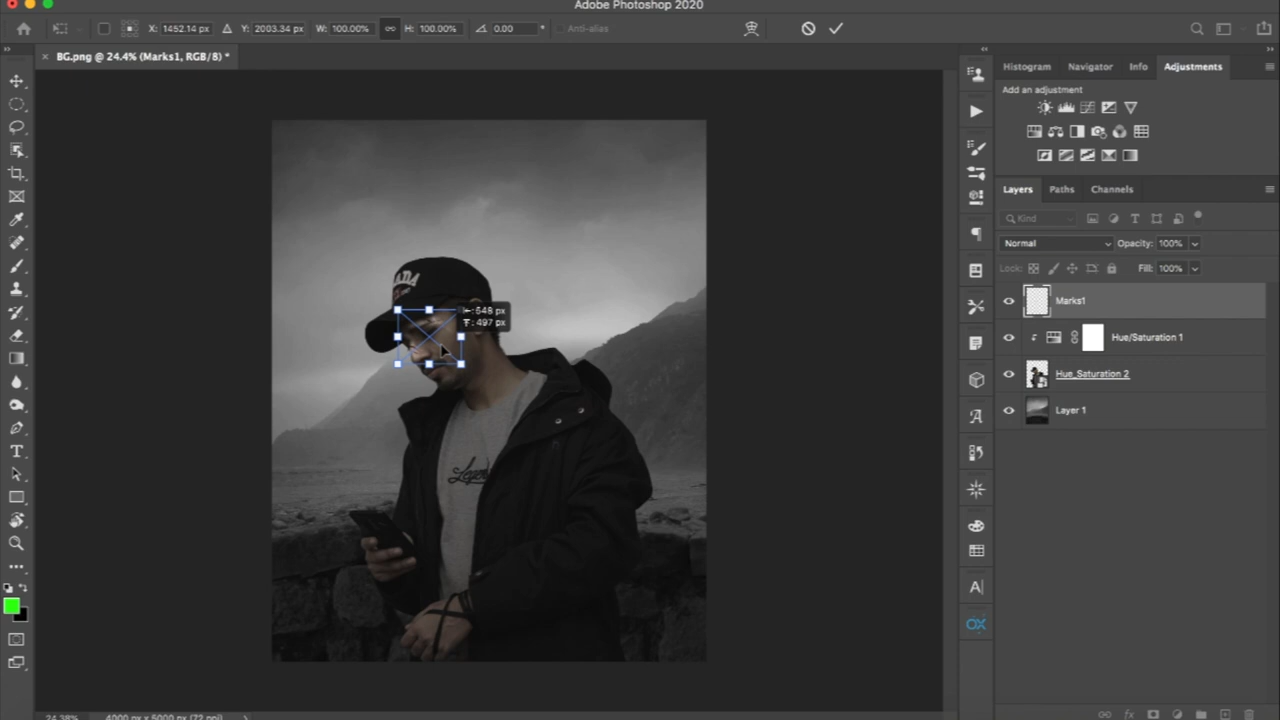 Adobe Photoshop 2020
X: 1452.14 px Y: 2003.34 px W: 100.00% H: 100.00% 0.00 ° Anti-alias
BG.png @ 24.4% (Marks1, RGB/8) *
Histogram Navigator Info Adjustments
Add an adjustment
Layers Paths Channels
Kind
Normal Opacity: 100%
Lock: Fill: 100%
Marks1
Hue/Saturation 1
Hue_Saturation 2
Layer 1
548 px
497 px
24.38% 4000 px x 5000 px (72 ppi)